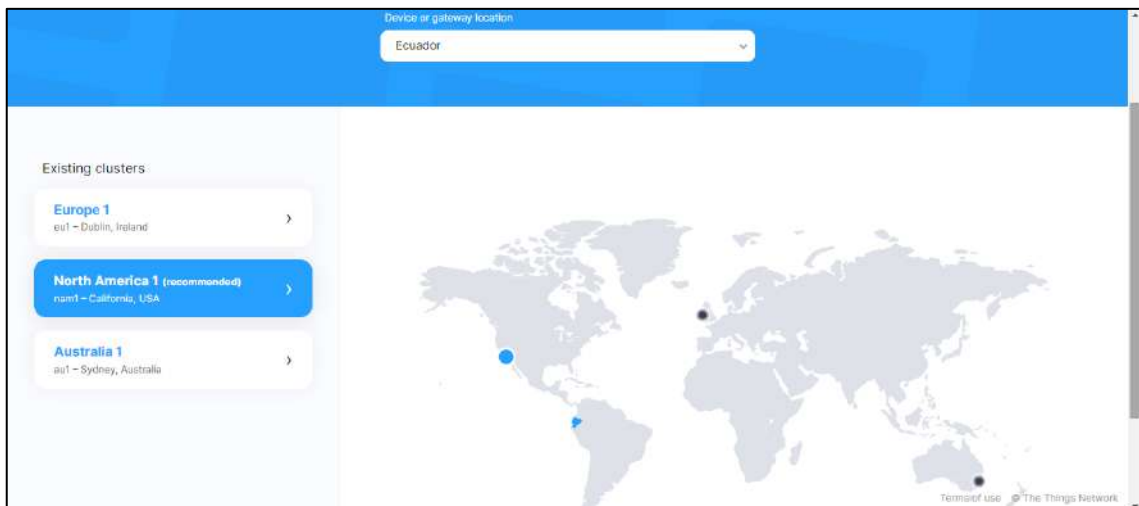 Device or gateway location
Ecuador
Existing clusters
Europe 1
eu1 – Dublin, Ireland
North America 1 (recommended)
nam1 – California, USA
Australia 1
au1 – Sydney, Australia
Terms of use © The Things Network